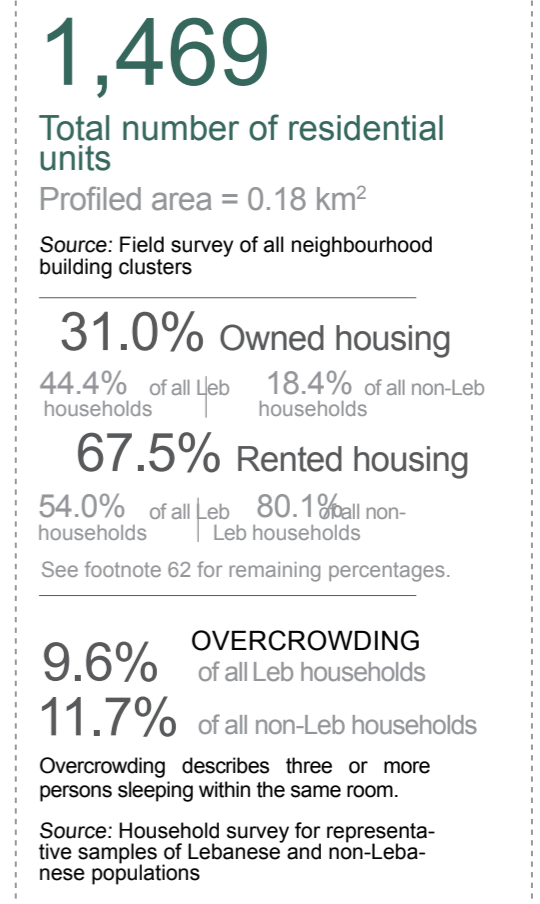 1,469
Total number of residential
units
Profiled area = 0.18 km²
Source: Field survey of all neighbourhood
building clusters
31.0% Owned housing
44.4% of all Leb households
18.4% of all non-Leb households
67.5% Rented housing
54.0% of all Leb households
80.1% of all non-Leb households
See footnote 62 for remaining percentages.
OVERCROWDING
9.6% of all Leb households
11.7% of all non-Leb households
Overcrowding describes three or more
persons sleeping within the same room.
Source: Household survey for representa-
tive samples of Lebanese and non-Leba-
nese populations